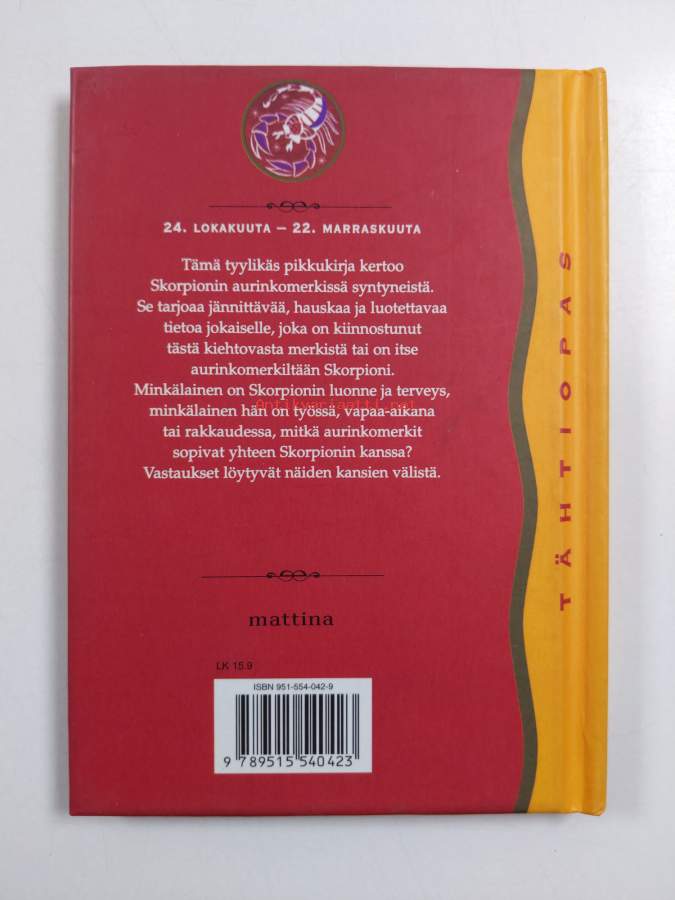 24. LOKAKUUTA – 22. MARRASKUUTA
Tämä tyylikäs pikkukirja kertoo
Skorpionin aurinkomerkissä syntyneistä.
Se tarjoaa jännittävää, hauskaa ja luotettavaa
tietoa jokaiselle, joka on kiinnostunut
tästä kiehtovasta merkistä tai on itse
aurinkomerkiltään Skorpioni.
Minkälainen on Skorpionin luonne ja terveys,
Antikvariaatti.net
minkälainen hän on työssä, vapaa-aikana
tai rakkaudessa, mitkä aurinkomerkit
sopivat yhteen Skorpionin kanssa?
Vastaukset löytyvät näiden kansien välistä.
mattina
LK 15.9
ISBN 951-554-042-9
9 789515 540423
TÄHTIOPAS